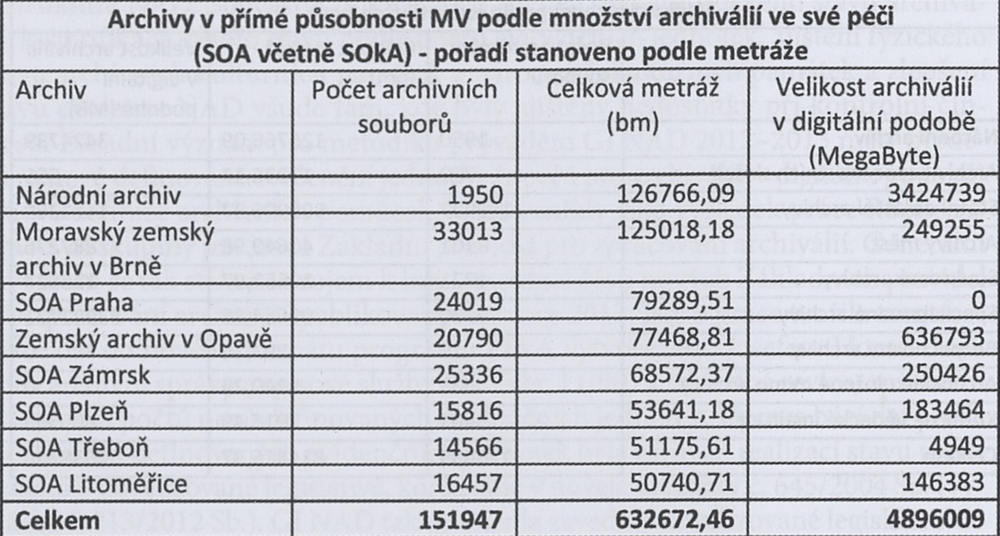 Archivy v přímé působnosti MV podle množství archiválií ve své péči
(SOA včetně SOkA) - pořadí stanoveno podle metráže
Archiv Počet archivních souborů Celková metráž (bm) Velikost archiválií v digitální podobě (MegaByte)
Národní archiv 1950 126766,09 3424739
Moravský zemský archiv v Brně 33013 125018,18 249255
SOA Praha 24019 79289,51 0
Zemský archiv v Opavě 20790 77468,81 636793
SOA Zámrsk 25336 68572,37 250426
SOA Plzeň 15816 53641,18 183464
SOA Třeboň 14566 51175,61 4949
SOA Litoměřice 16457 50740,71 146383
Celkem 151947 632672,46 4896009